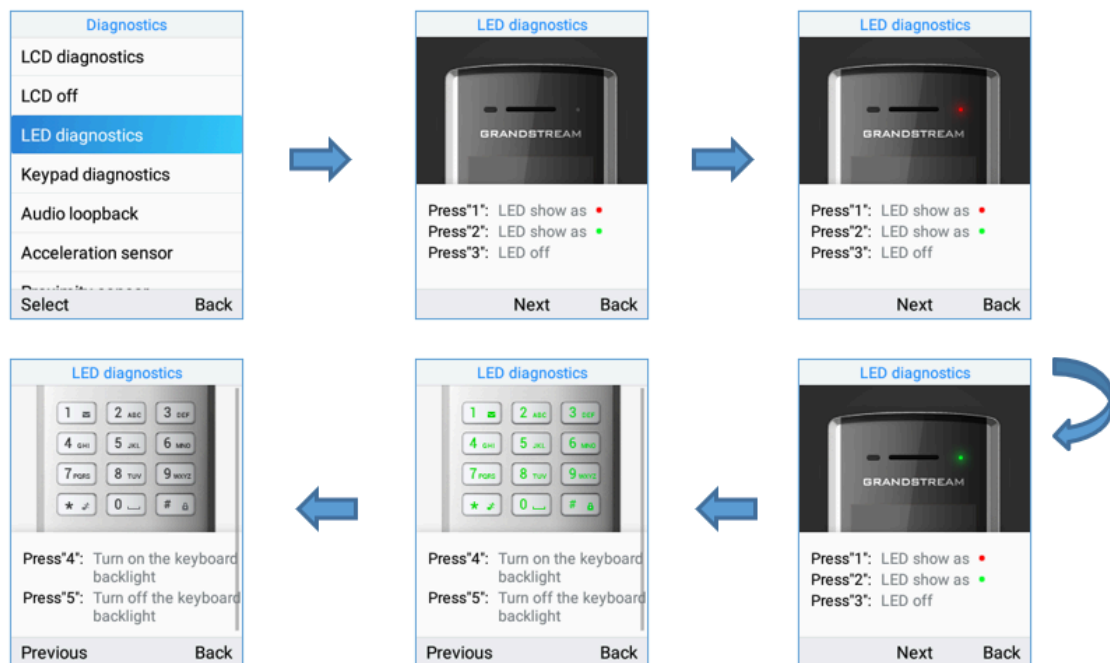 Diagnostics
LCD diagnostics
LCD off
LED diagnostics
Keypad diagnostics
Audio loopback
Acceleration sensor
Proximity sensor
Select Back
LED diagnostics
GRANDSTREAM
Press"1": LED show as
Press"2": LED show as
Press"3": LED off
Next Back
LED diagnostics
GRANDSTREAM
Press"1": LED show as
Press"2": LED show as
Press"3": LED off
Next Back
LED diagnostics
1
2 ABC
3 DEF
4 GHI
5 JKL
6 MNO
7 PQRS
8 TUV
9 WXYZ
*
0
#
Press"4": Turn on the keyboard
backlight
Press"5": Turn off the keyboard
backlight
Previous Back
LED diagnostics
1
2 ABC
3 DEF
4 GHI
5 JKL
6 MNO
7 PQRS
8 TUV
9 WXYZ
*
0
#
Press"4": Turn on the keyboard
backlight
Press"5": Turn off the keyboard
backlight
Previous Back
LED diagnostics
GRANDSTREAM
Press"1": LED show as
Press"2": LED show as
Press"3": LED off
Next Back